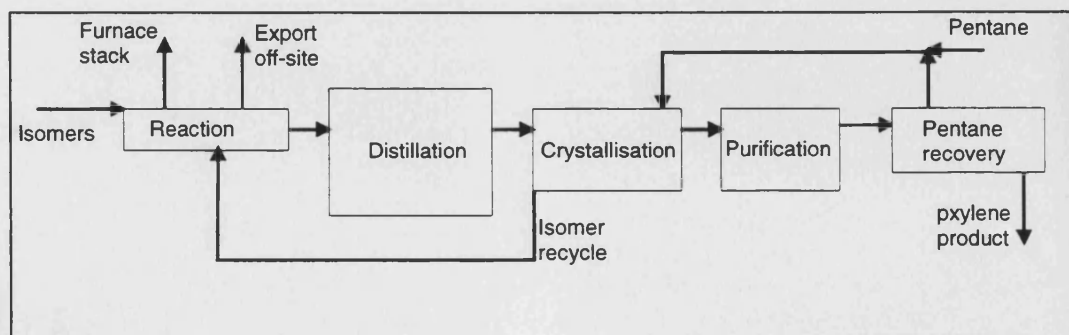 Furnace
stack
Export
off-site
Pentane
Isomers
Reaction
Distillation
Crystallisation
Purification
Pentane
recovery
Isomer
recycle
pxylene
product